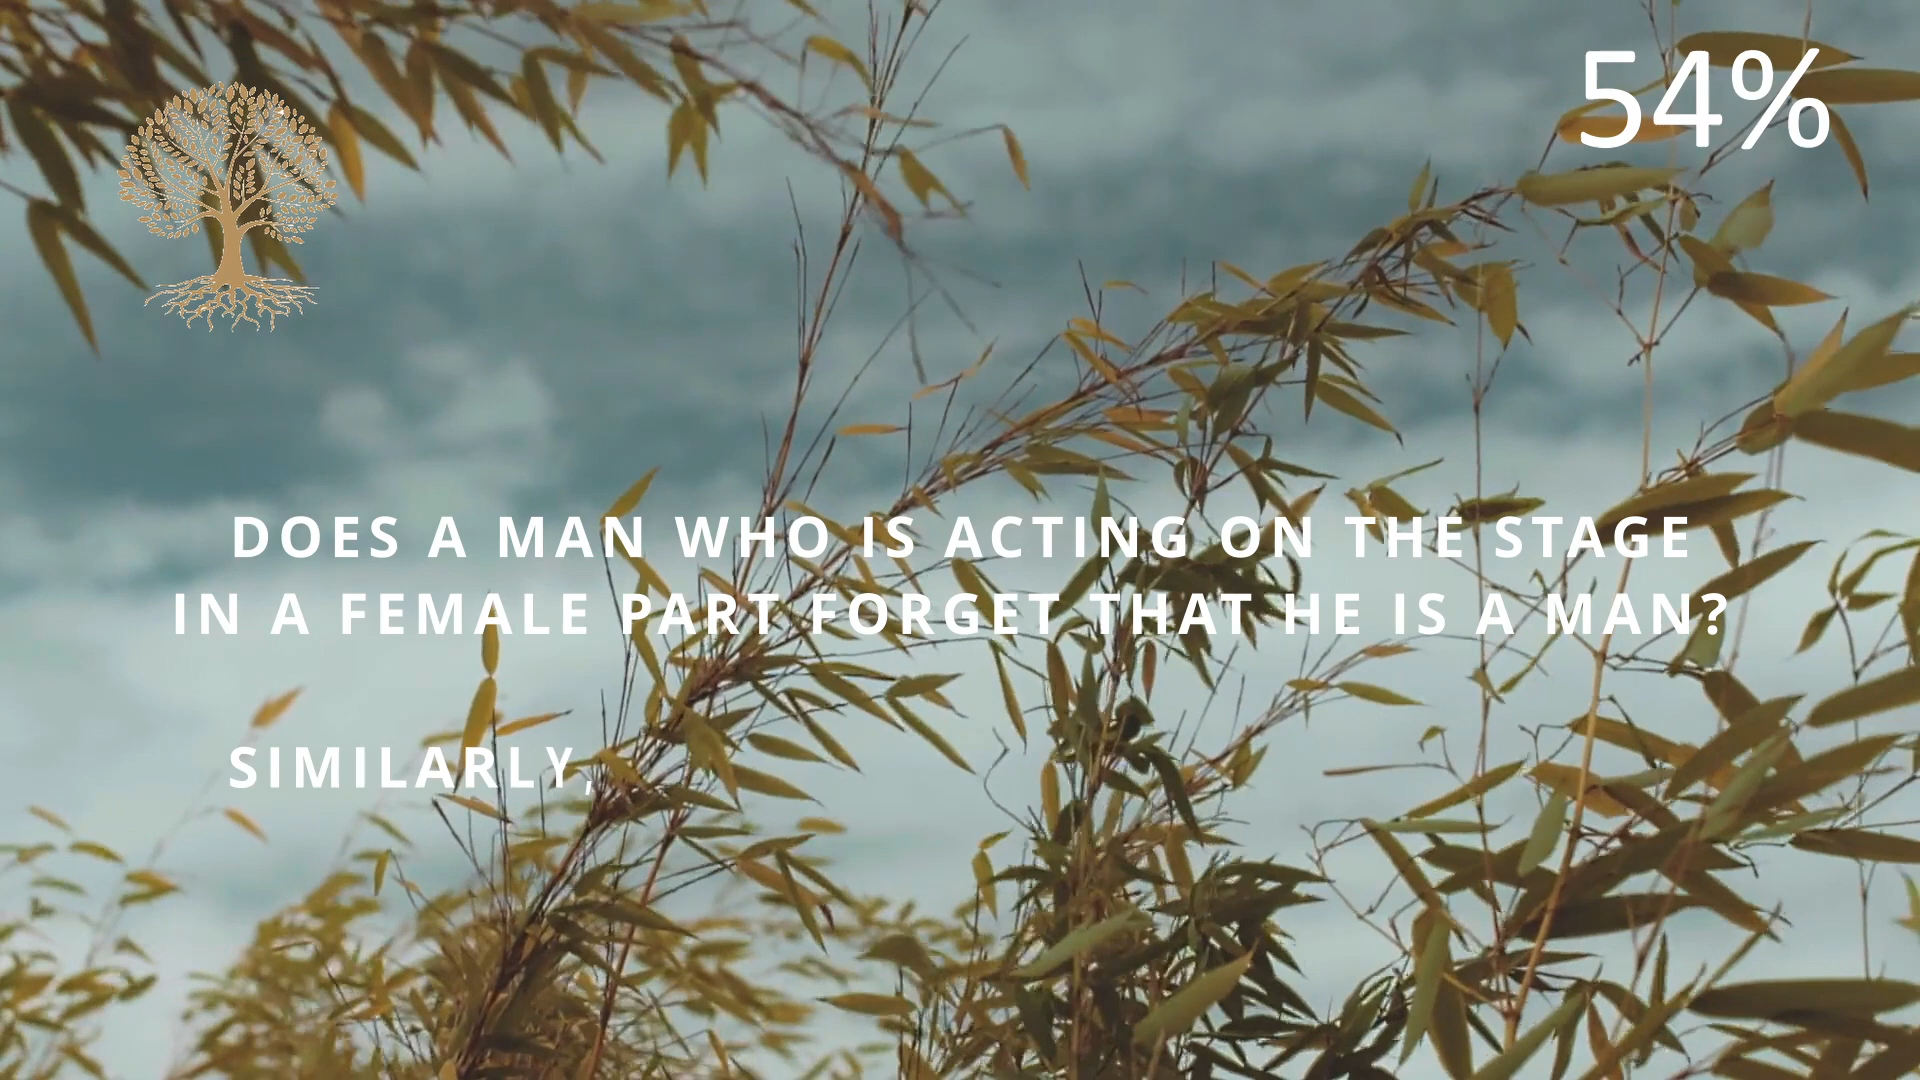 54%
DOES A MAN WHO IS ACTING ON THE STAGE
IN A FEMALE PART FORGET THAT HE IS A MAN?
SIMILARLY,